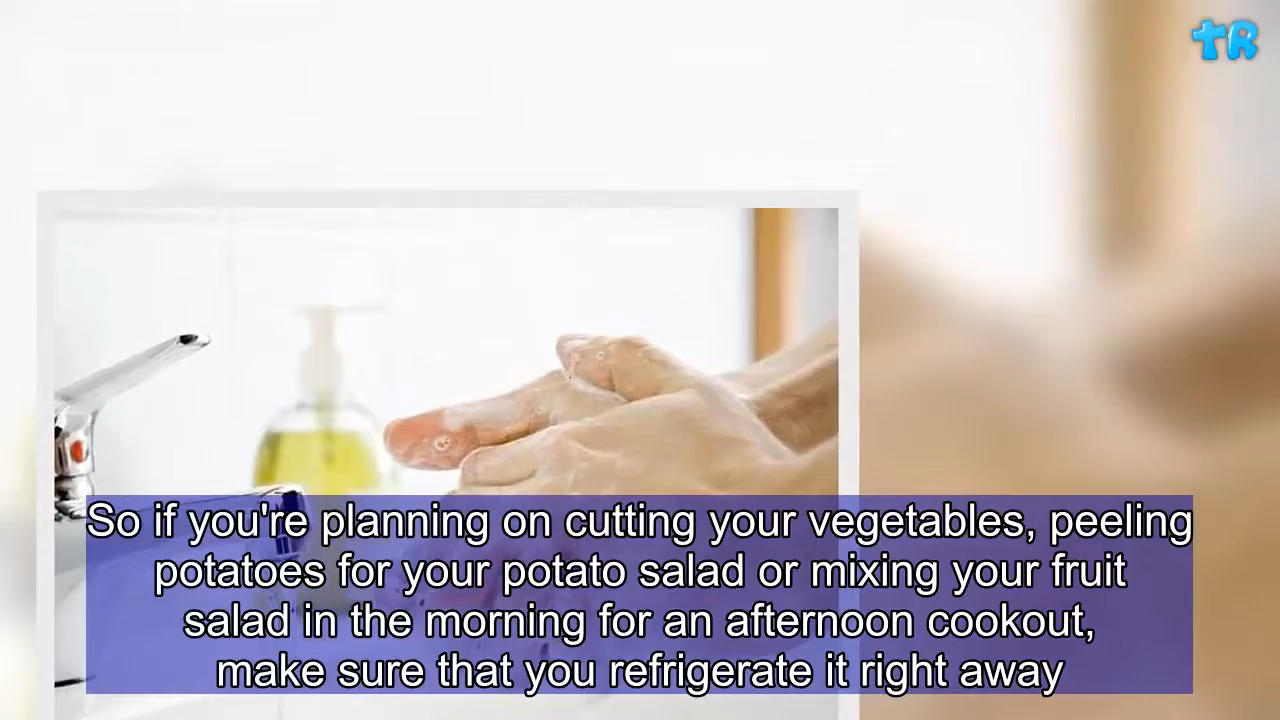 TR
So if you're planning on cutting your vegetables, peeling
potatoes for your potato salad or mixing your fruit
salad in the morning for an afternoon cookout,
make sure that you refrigerate it right away